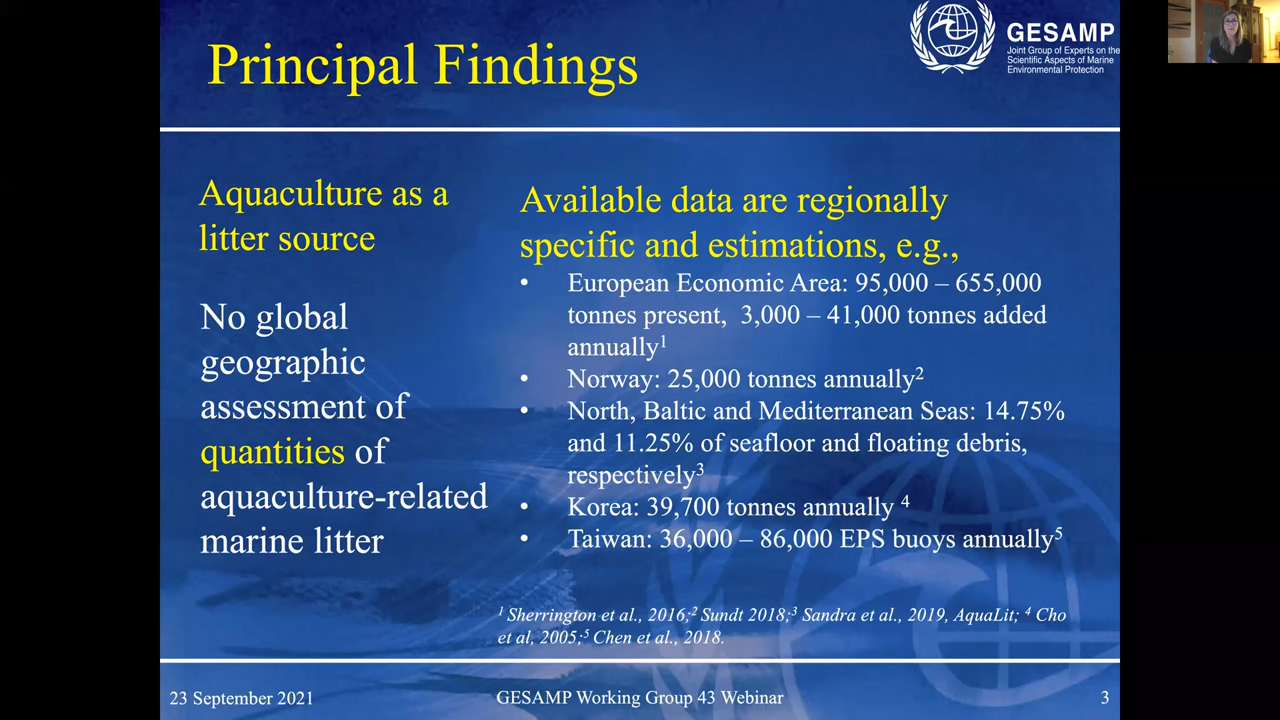 Principal Findings
GESAMP
Joint Group of Experts on the
Scientific Aspects of Marine
Environmental Protection
Aquaculture as a
litter source
No global
geographic
assessment of
quantities of
aquaculture-related
marine litter
Available data are regionally
specific and estimations, e.g.,
• European Economic Area: 95,000 – 655,000
tonnes present, 3,000 – 41,000 tonnes added
annually¹
• Norway: 25,000 tonnes annually²
• North, Baltic and Mediterranean Seas: 14.75%
and 11.25% of seafloor and floating debris,
respectively³
• Korea: 39,700 tonnes annually ⁴
• Taiwan: 36,000 – 86,000 EPS buoys annually⁵
¹ Sherrington et al., 2016;² Sundt 2018;³ Sandra et al., 2019, AquaLit; ⁴ Cho
et al, 2005;⁵ Chen et al., 2018.
23 September 2021
GESAMP Working Group 43 Webinar
3